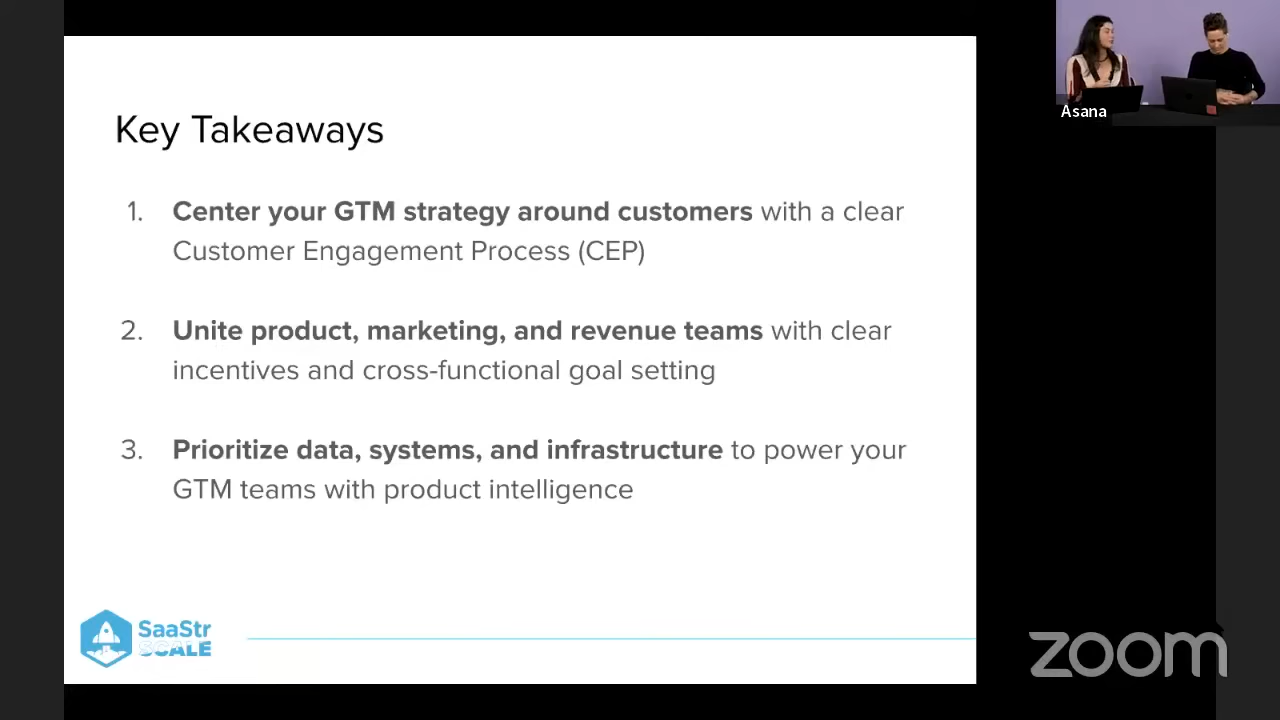 Asana
Key Takeaways
1. Center your GTM strategy around customers with a clear
Customer Engagement Process (CEP)
2. Unite product, marketing, and revenue teams with clear
incentives and cross-functional goal setting
3. Prioritize data, systems, and infrastructure to power your
GTM teams with product intelligence
SaaStr
SCALE
zoom